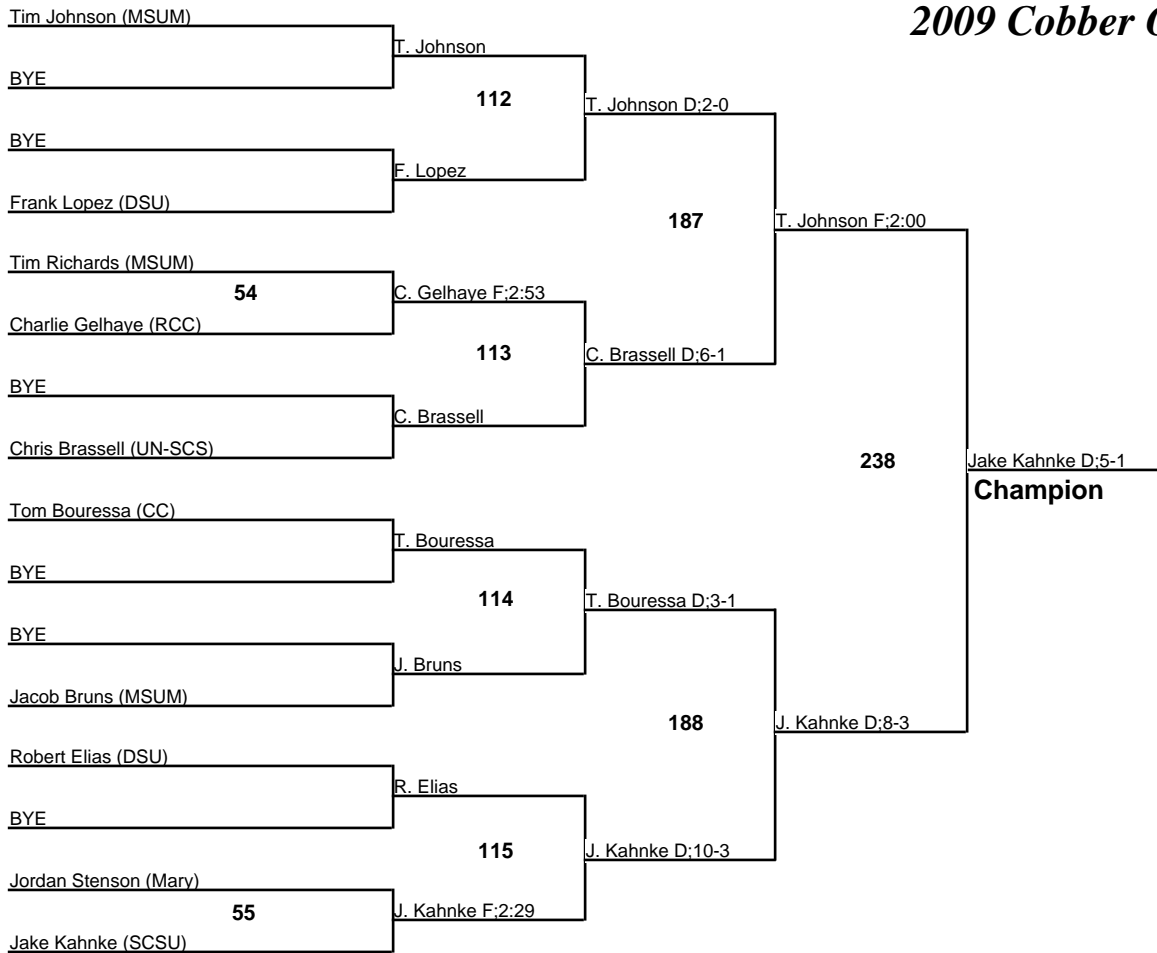 2009 Cobber
Tim Johnson (MSUM)
T. Johnson
BYE
112
T. Johnson D;2-0
BYE
F. Lopez
Frank Lopez (DSU)
187
T. Johnson F;2:00
Tim Richards (MSUM)
54
C. Gelhaye F;2:53
Charlie Gelhaye (RCC)
113
C. Brassell D;6-1
BYE
C. Brassell
Chris Brassell (UN-SCS)
238
Jake Kahnke D;5-1
Champion
Tom Bouressa (CC)
T. Bouressa
BYE
114
T. Bouressa D;3-1
BYE
J. Bruns
Jacob Bruns (MSUM)
188
J. Kahnke D;8-3
Robert Elias (DSU)
R. Elias
BYE
115
J. Kahnke D;10-3
Jordan Stenson (Mary)
55
J. Kahnke F;2:29
Jake Kahnke (SCSU)